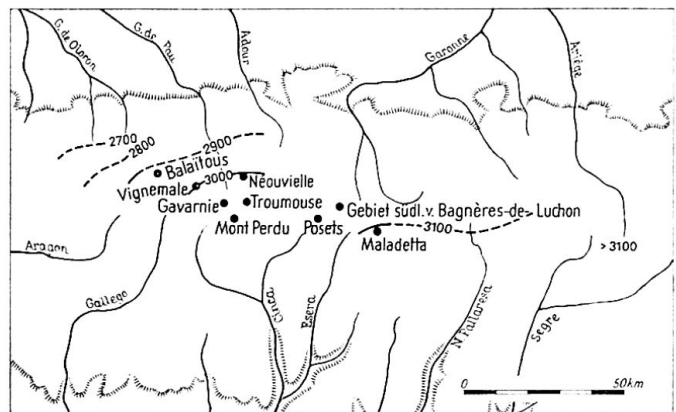 G. de Oloron
G. de Pau
Adour
Garonne
Ariège
2700
2800
2900
Balaïtous
Vignemale
3000
Néouvielle
Gavarnie
Troumouse
Gebiet südl. v. Bagnères-de-Luchon
Mont Perdu
Posets
3100
Maladetta
> 3100
Aragon
Gallego
Cinca
Esera
N. Pallaresa
Segre
0
50km